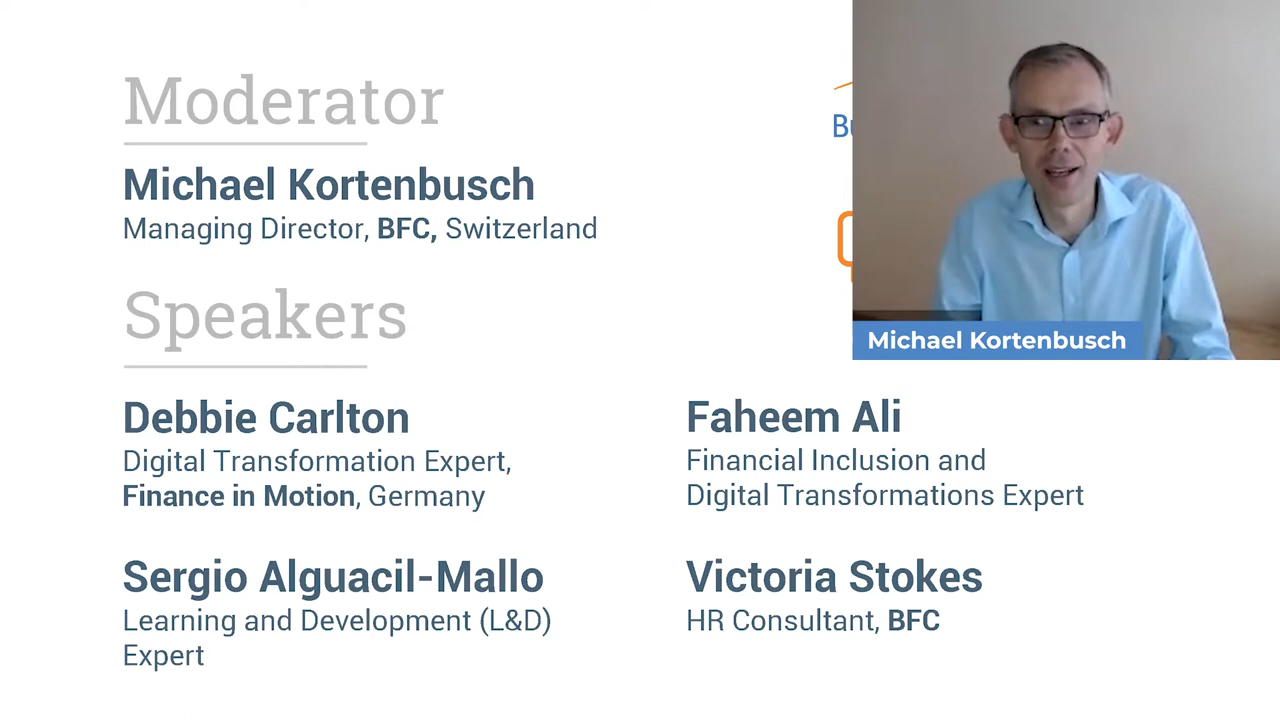 Moderator
Michael Kortenbusch
Managing Director, BFC, Switzerland
Michael Kortenbusch
Speakers
Debbie Carlton
Digital Transformation Expert,
Finance in Motion, Germany
Faheem Ali
Financial Inclusion and
Digital Transformations Expert
Sergio Alguacil-Mallo
Learning and Development (L&D)
Expert
Victoria Stokes
HR Consultant, BFC